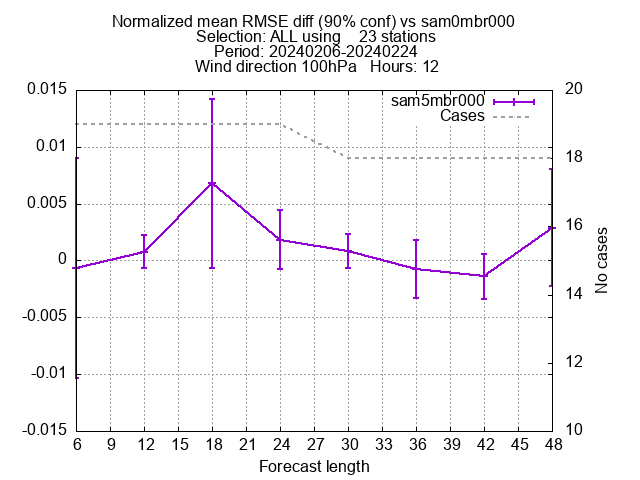 Normalized mean RMSE diff (90% conf) vs sam0mbr000
Selection: ALL using    23 stations
Period: 20240206-20240224
Wind direction 100hPa   Hours: 12
sam5mbr000
Cases
0.015
0.01
0.005
0
-0.005
-0.01
-0.015
20
18
16
14
12
10
No cases
6 9 12 15 18 21 24 27 30 33 36 39 42 45 48
Forecast length